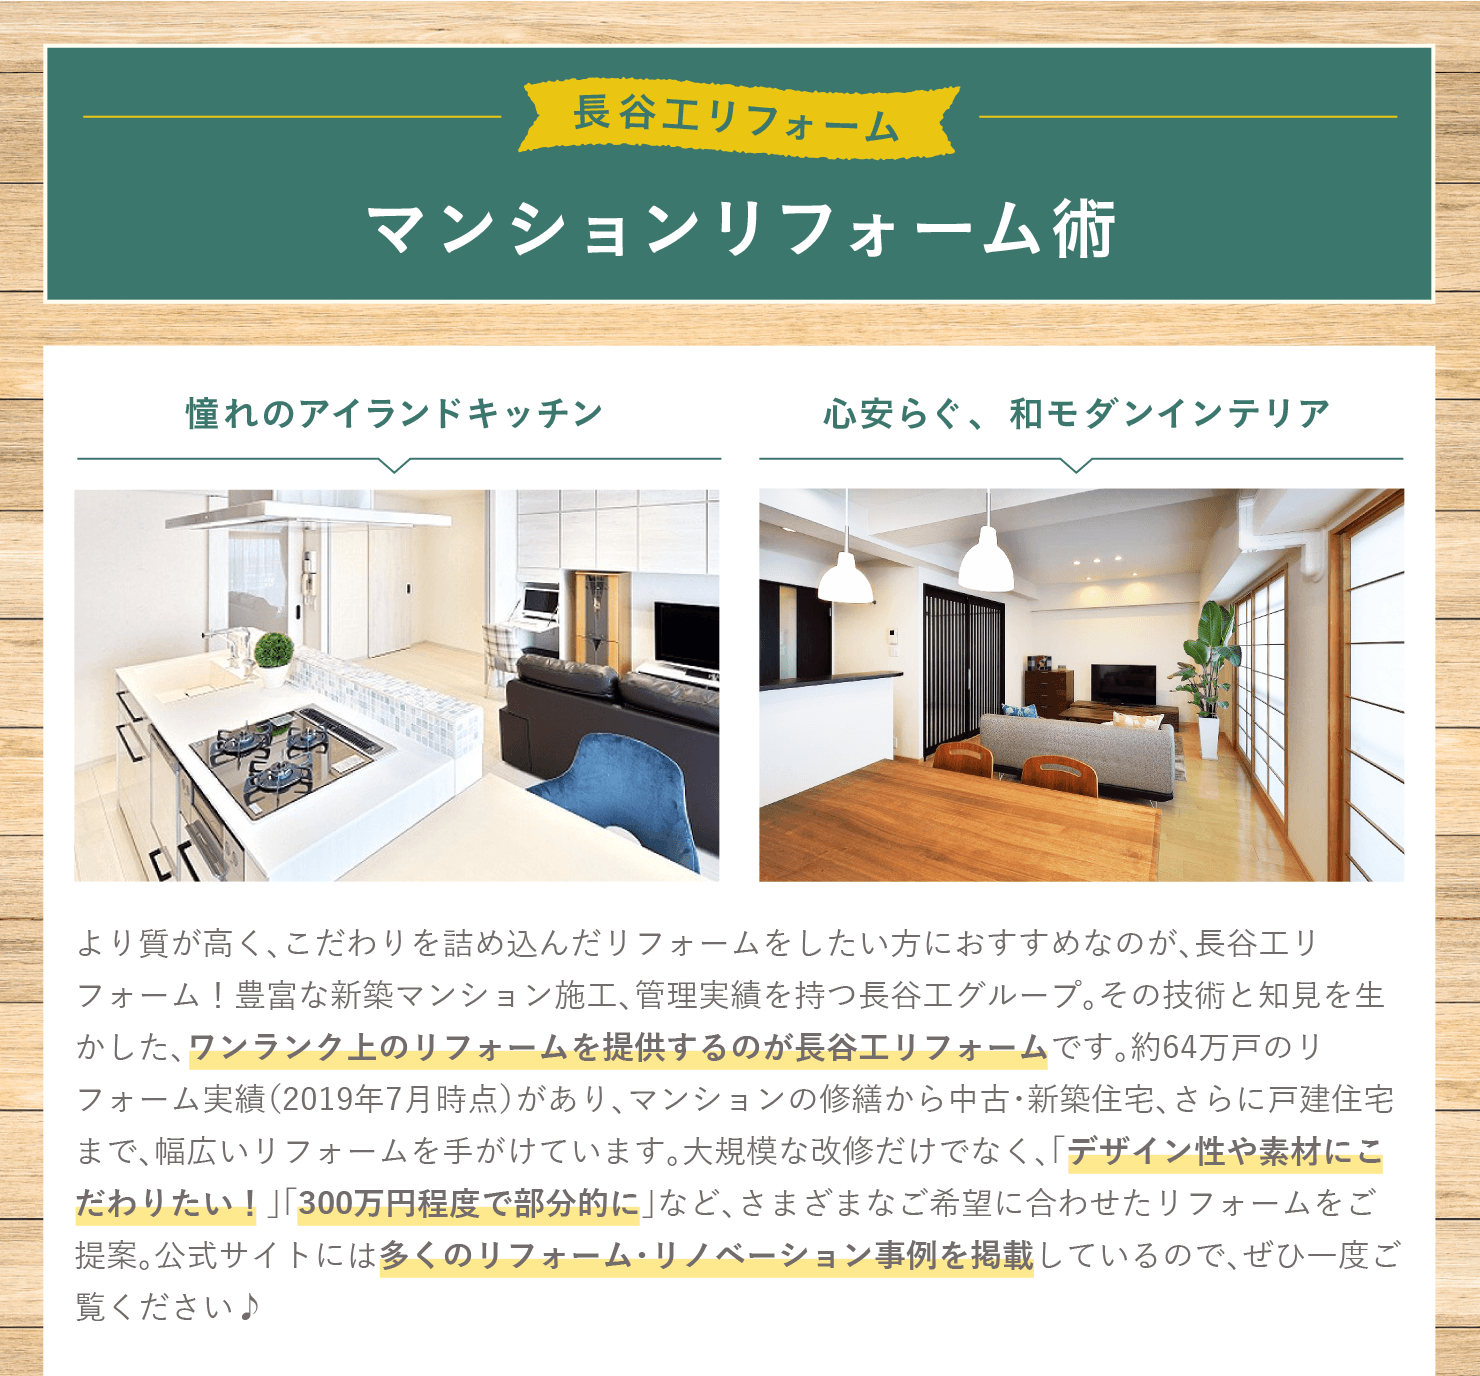 長谷工リフォーム
マンションリフォーム術
憧れのアイランドキッチン
心安らぐ、和モダンインテリア
より質が高く、こだわりを詰め込んだリフォームをしたい方におすすめなのが、長谷工リ
フォーム！豊富な新築マンション施工、管理実績を持つ長谷工グループ。その技術と知見を生
かした、ワンランク上のリフォームを提供するのが長谷工リフォームです。約64万戸のリ
フォーム実績（2019年7月時点）があり、マンションの修繕から中古・新築住宅、さらに戸建住宅
まで、幅広いリフォームを手がけています。大規模な改修だけでなく、「デザイン性や素材にこ
だわりたい！」「300万円程度で部分的に」など、さまざまなご希望に合わせたリフォームをご
提案。公式サイトには多くのリフォーム・リノベーション事例を掲載しているので、ぜひ一度ご
覧ください♪